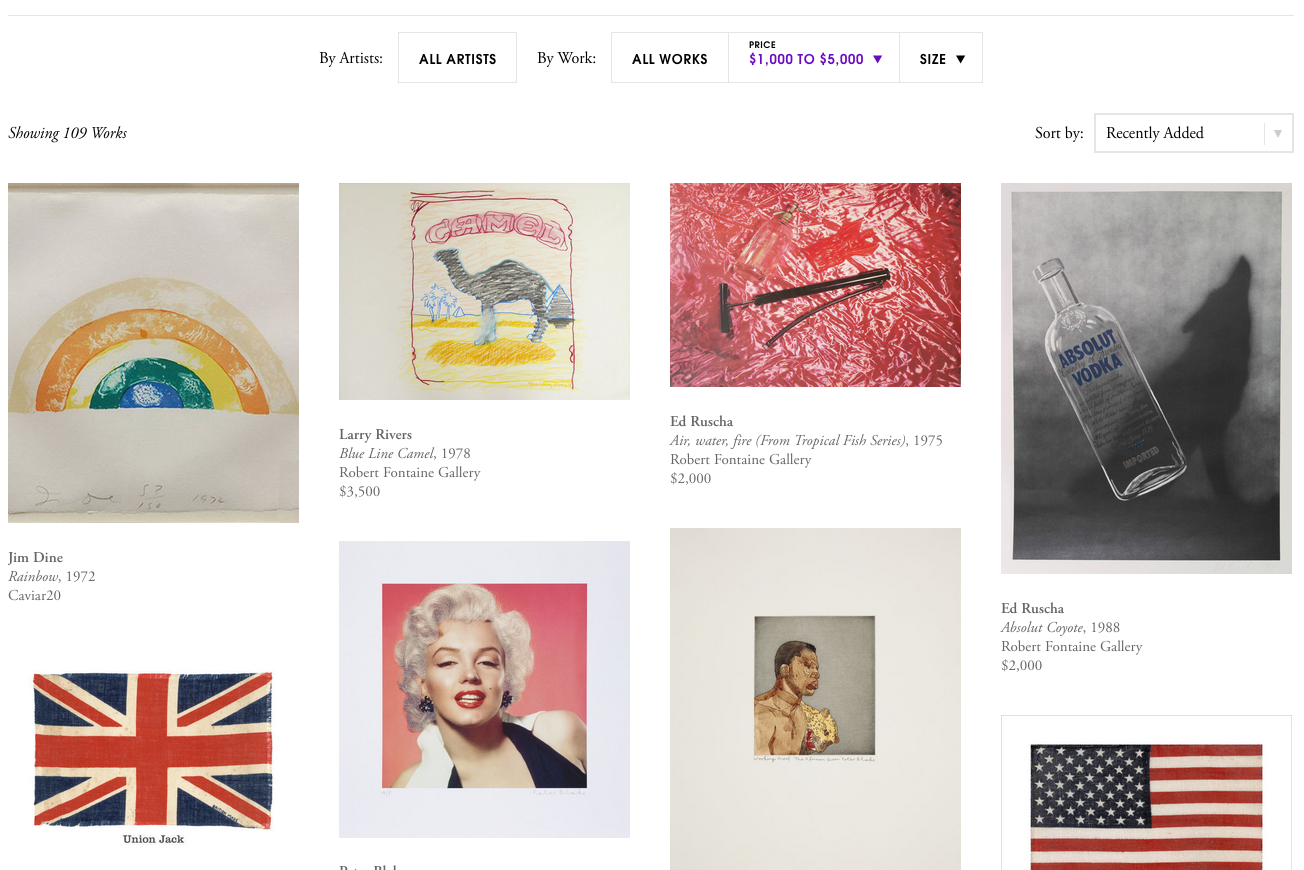 By Artists:
ALL ARTISTS
By Work:
ALL WORKS
PRICE
$1,000 TO $5,000 ▼
SIZE ▼
Showing 109 Works
Sort by:
Recently Added ▼
Jim Dine
Rainbow, 1972
Caviar20
Union Jack
CAMEL
Larry Rivers
Blue Line Camel, 1978
Robert Fontaine Gallery
$3,500
Ed Ruscha
Air, water, fire (From Tropical Fish Series), 1975
Robert Fontaine Gallery
$2,000
ABSOLUT
VODKA
IMPORTED
Ed Ruscha
Absolut Coyote, 1988
Robert Fontaine Gallery
$2,000